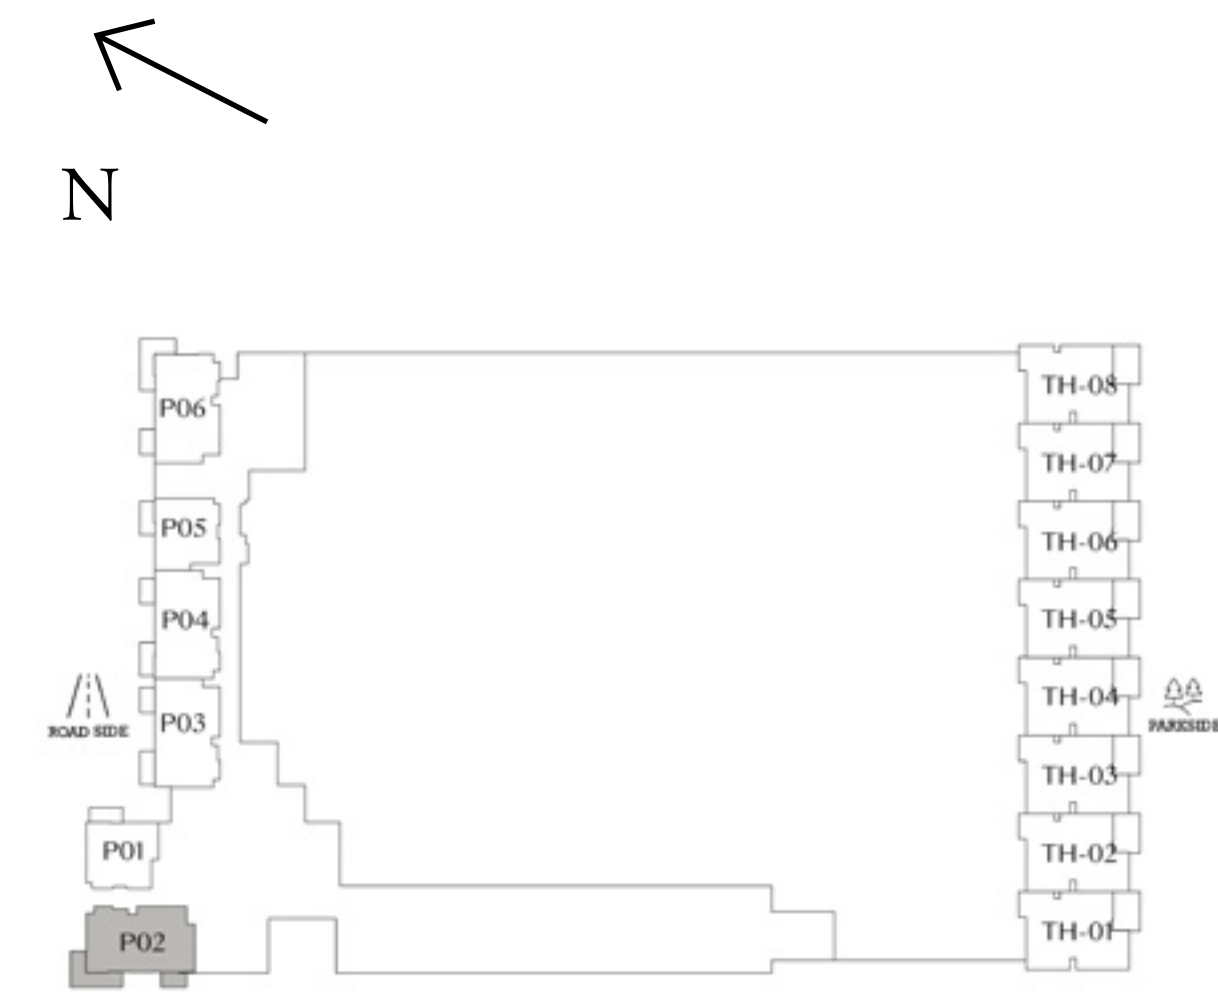 N
TH-08
P06
TH-07
P05
TH-06
P04
TH-05
TH-04
P03
ROAD SIDE
PARKSIDE
TH-03
P01
TH-02
P02
TH-01